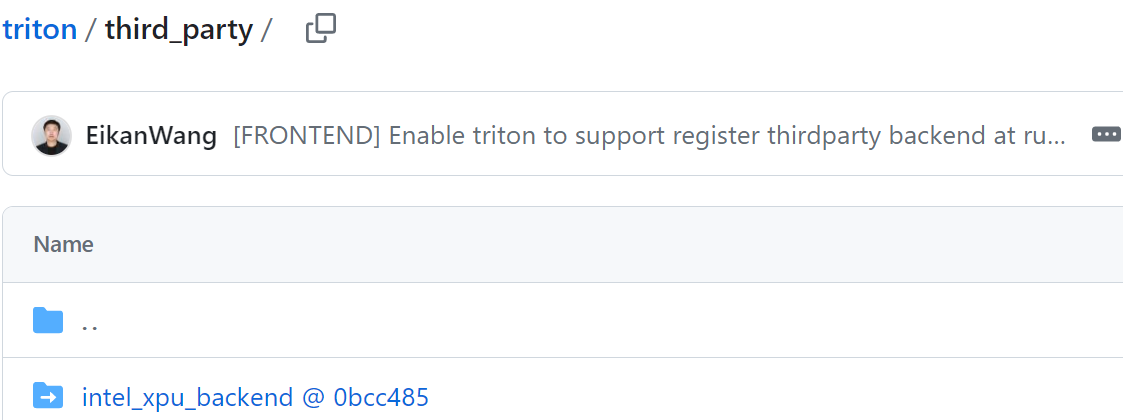 triton / third_party /
EikanWang [FRONTEND] Enable triton to support register thirdparty backend at ru...
Name
..
intel_xpu_backend @ 0bcc485